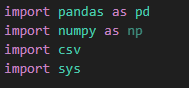 import pandas as pd
import numpy as np
import csv
import sys